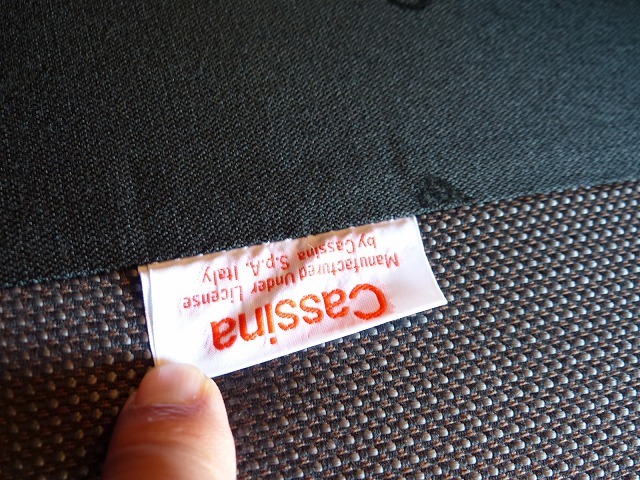 Cassina
Manufactured Under License
by Cassina S.p.A. Italy